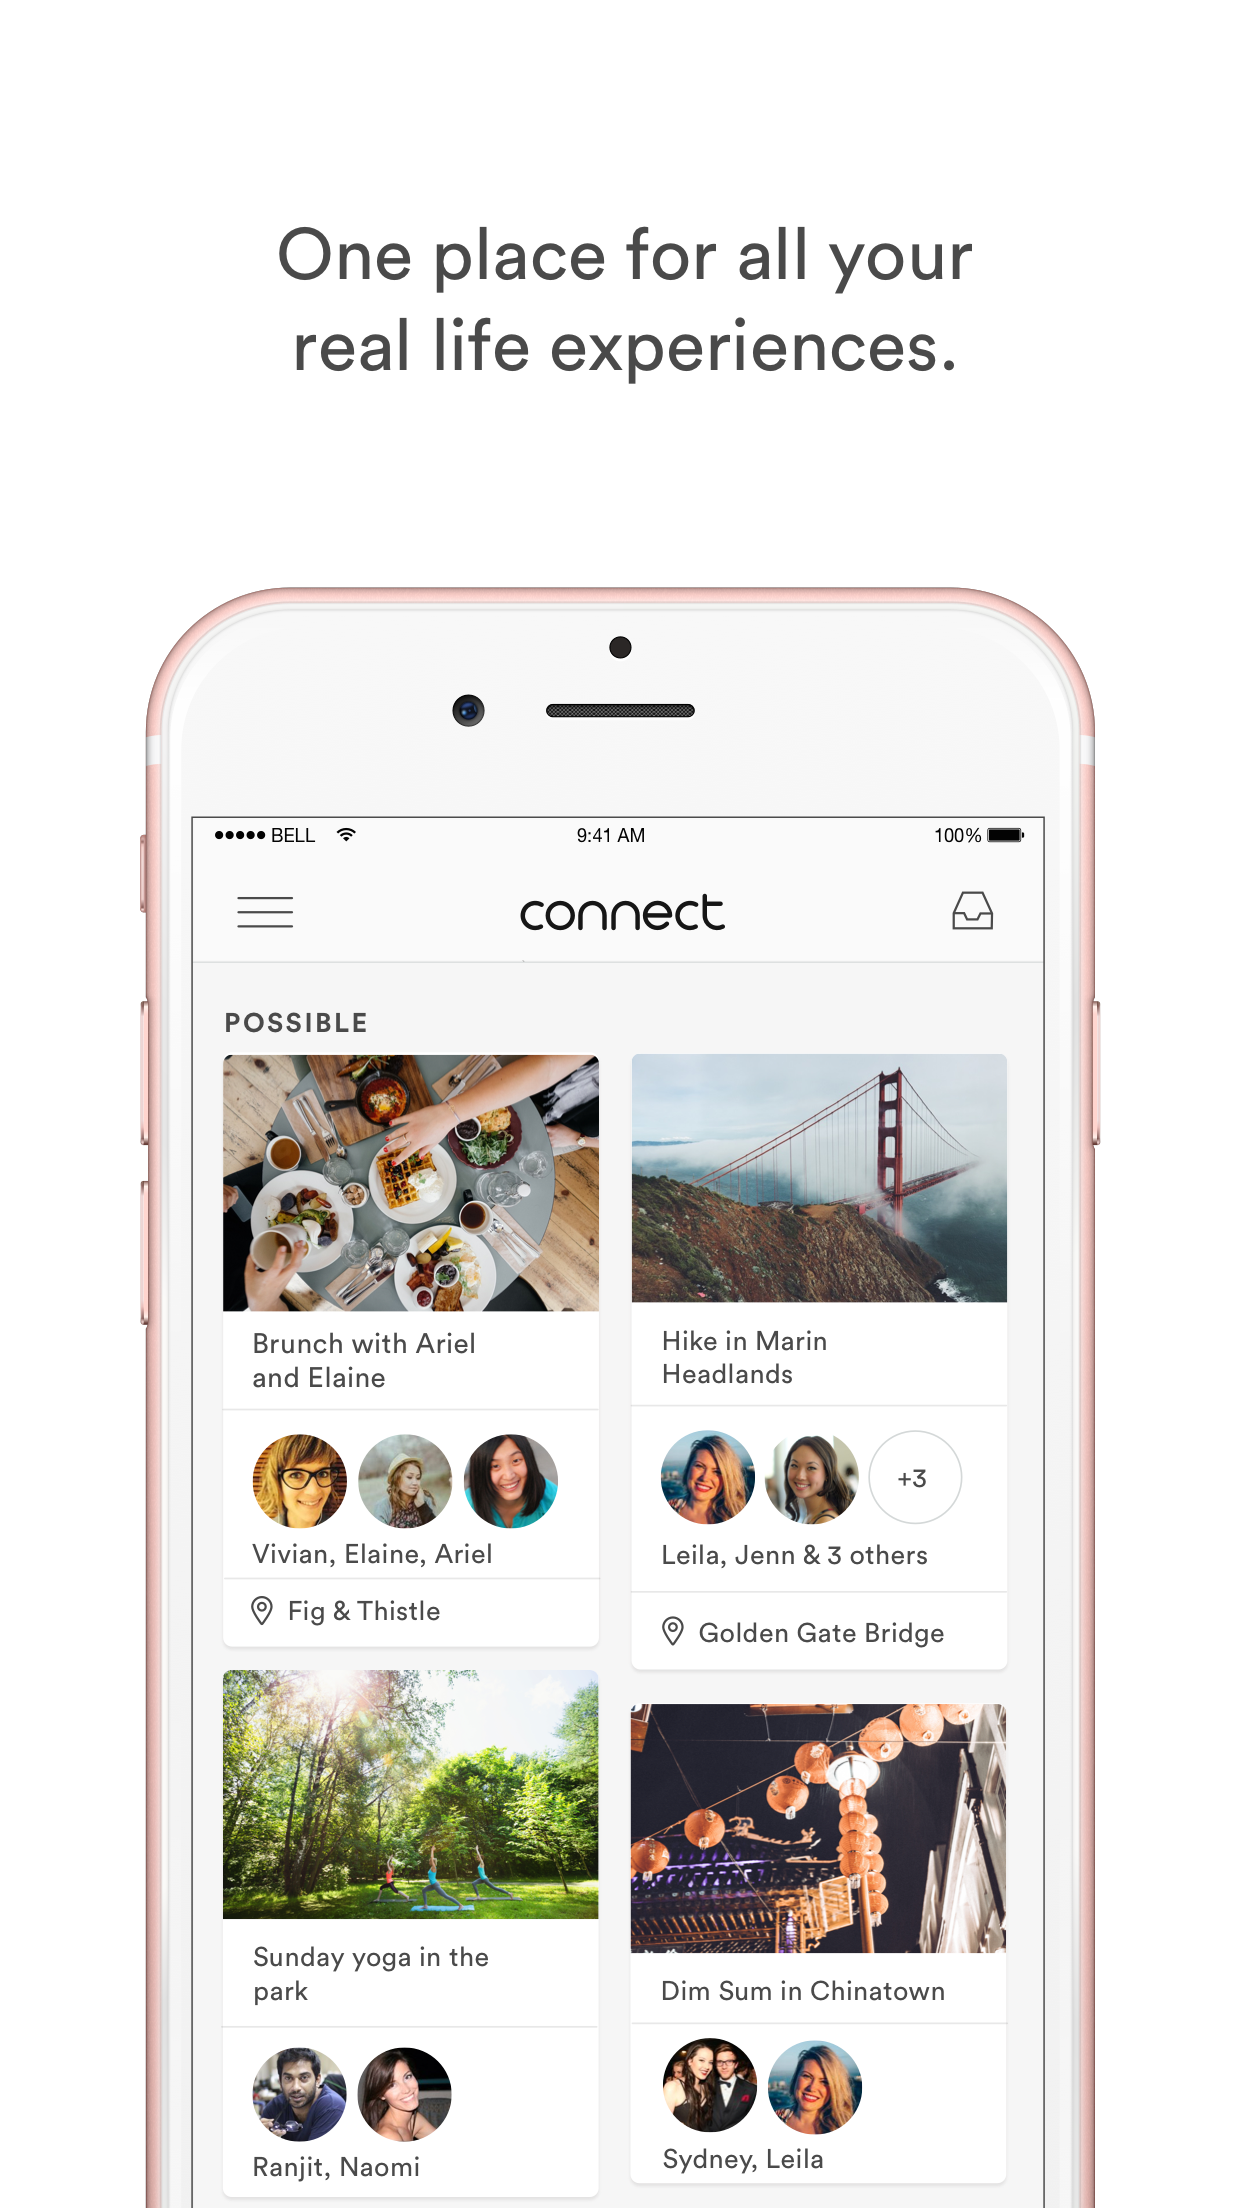 One place for all your
real life experiences.
BELL 9:41 AM 100%
connect
POSSIBLE
Brunch with Ariel
and Elaine
Vivian, Elaine, Ariel
Fig & Thistle
Hike in Marin
Headlands
+3
Leila, Jenn & 3 others
Golden Gate Bridge
Sunday yoga in the
park
Ranjit, Naomi
Dim Sum in Chinatown
Sydney, Leila